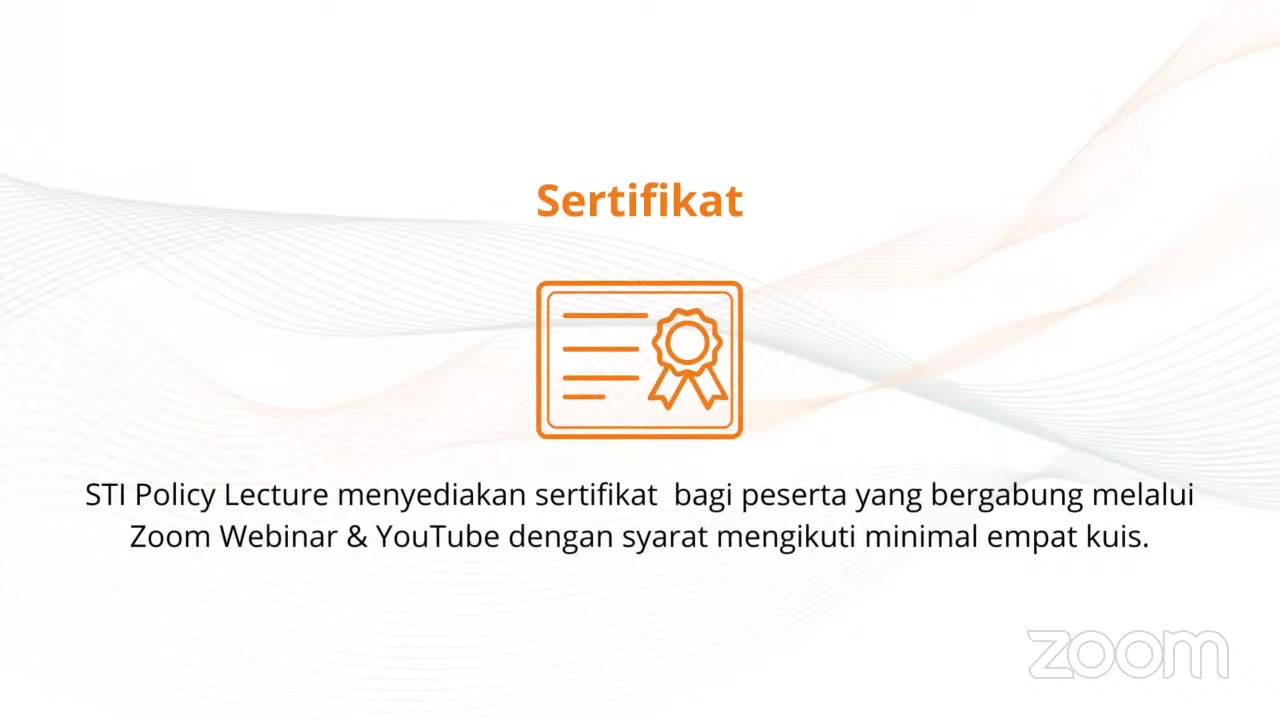 Sertifikat
STI Policy Lecture menyediakan sertifikat  bagi peserta yang bergabung melalui
Zoom Webinar & YouTube dengan syarat mengikuti minimal empat kuis.
zoom